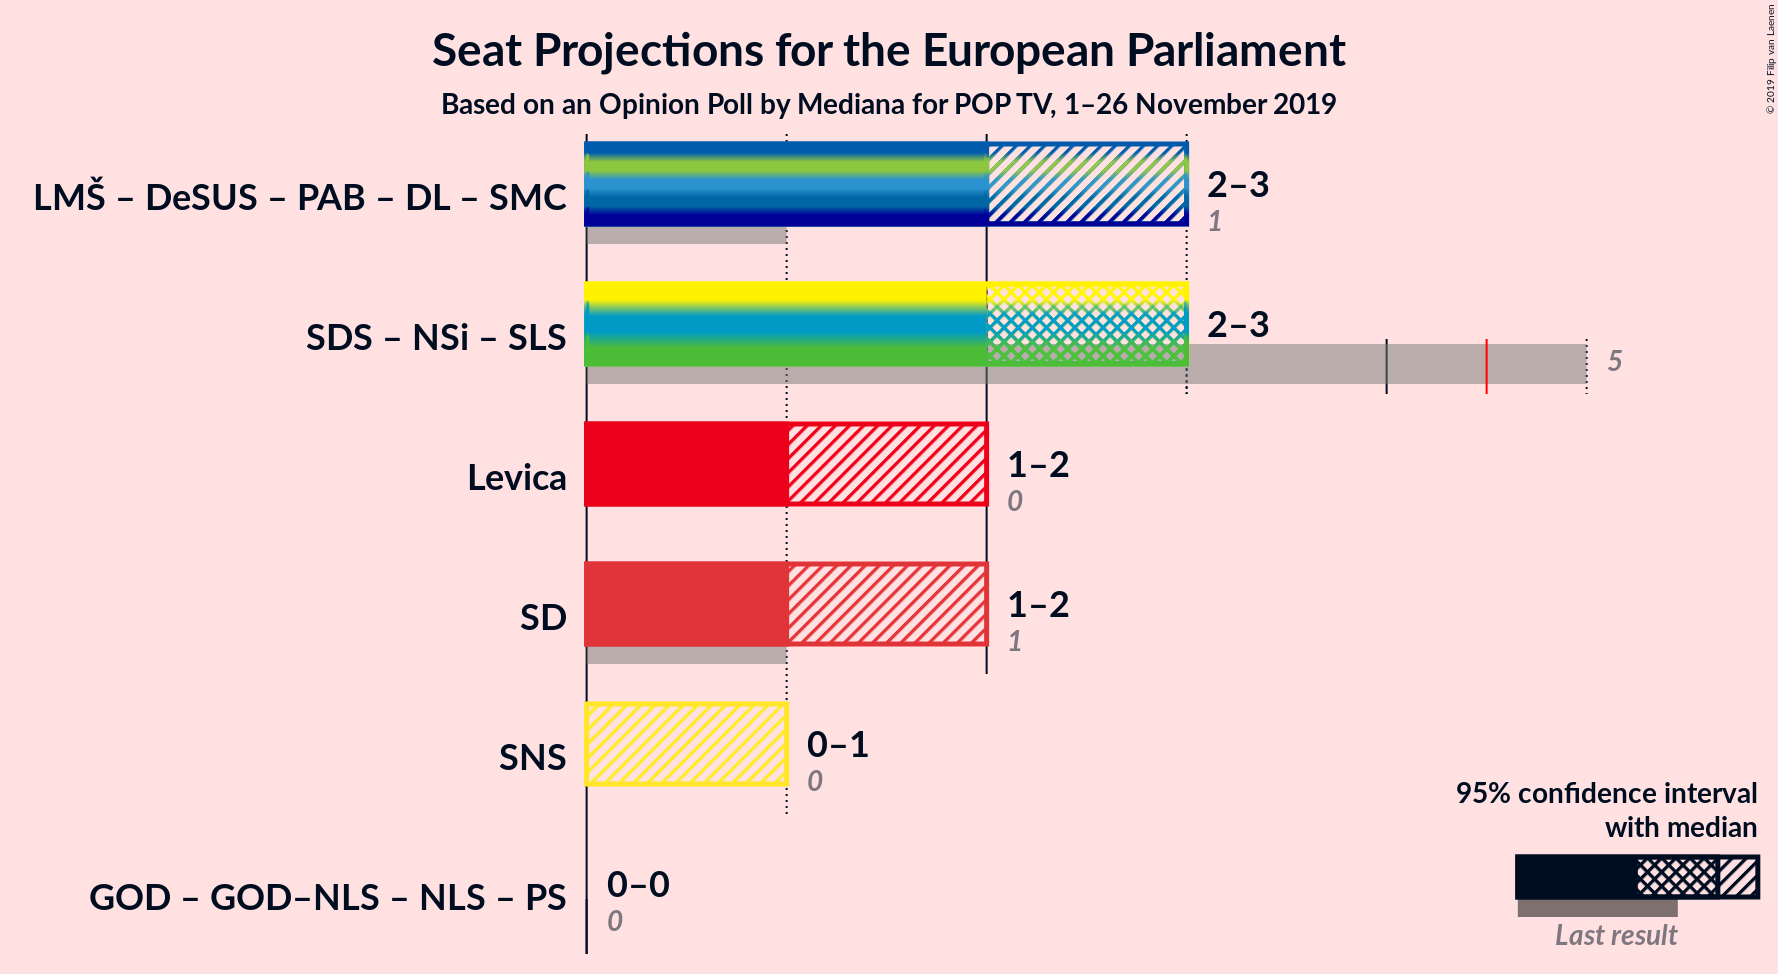 Seat Projections for the European Parliament
Based on an Opinion Poll by Mediana for POP TV, 1–26 November 2019
© 2019 Filip van Laenen
LMŠ – DeSUS – PAB – DL – SMC
2–3
1
SDS – NSi – SLS
2–3
5
Levica
1–2
0
SD
1–2
1
SNS
0–1
0
GOD – GOD–NLS – NLS – PS
0–0
0
95% confidence interval
with median
Last result